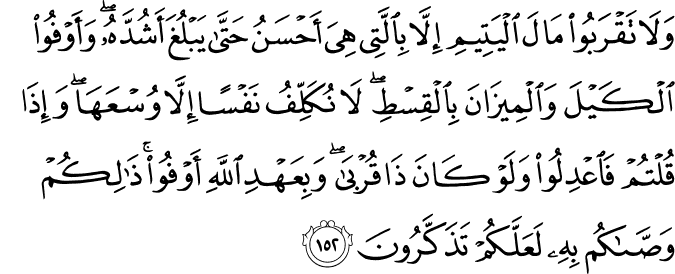 وَلَا تَقْرَبُوا۟ مَالَ ٱلْيَتِيمِ إِلَّا بِٱلَّتِى هِىَ أَحْسَنُ حَتَّىٰ يَبْلُغَ أَشُدَّهُۥ ۖ وَأَوْفُوا۟
ٱلْكَيْلَ وَٱلْمِيزَانَ بِٱلْقِسْطِ ۖ لَا نُكَلِّفُ نَفْسًا إِلَّا وُسْعَهَا ۖ وَإِذَا
قُلْتُمْ فَٱعْدِلُوا۟ وَلَوْ كَانَ ذَا قُرْبَىٰ ۖ وَبِعَهْدِ ٱللَّهِ أَوْفُوا۟ ۚ ذَٰلِكُمْ
وَصَّىٰكُم بِهِۦ لَعَلَّكُمْ تَذَكَّرُونَ ١٥٢